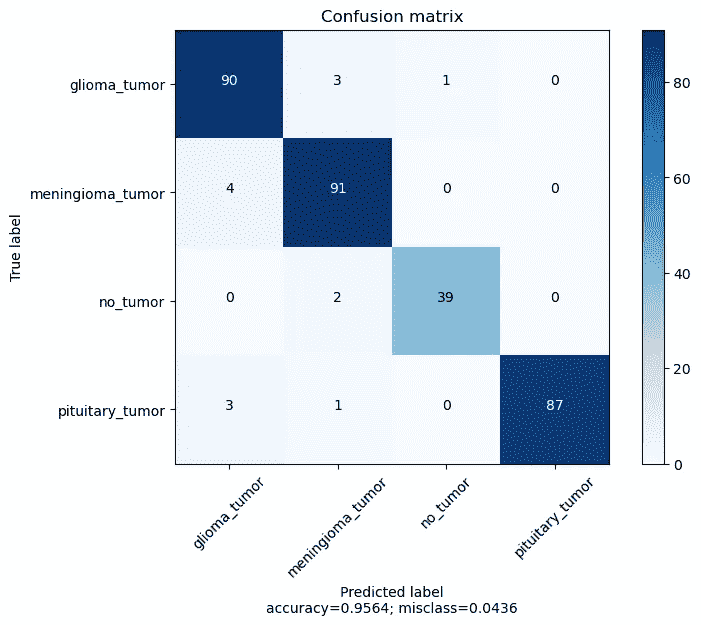 Confusion matrix
glioma_tumor 90 3 1 0
meningioma_tumor 4 91 0 0
no_tumor 0 2 39 0
pituitary_tumor 3 1 0 87
True label
glioma_tumor meningioma_tumor no_tumor pituitary_tumor
Predicted label
accuracy=0.9564; misclass=0.0436
80
60
40
20
0